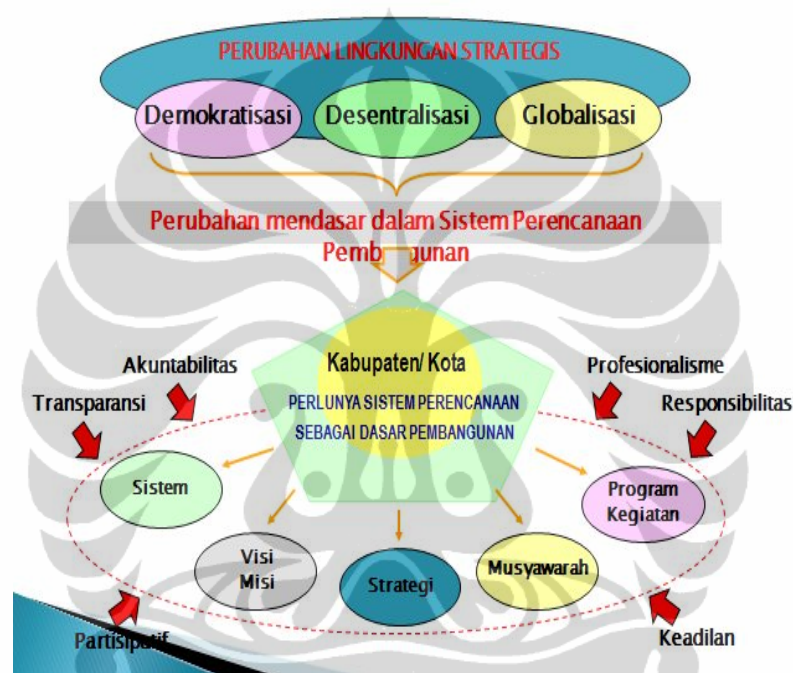 PERUBAHAN LINGKUNGAN STRATEGIS
Demokratisasi
Desentralisasi
Globalisasi
Perubahan mendasar dalam Sistem Perencanaan
Pembangunan
Kabupaten/ Kota
PERLUNYA SISTEM PERENCANAAN
SEBAGAI DASAR PEMBANGUNAN
Akuntabilitas
Transparansi
Profesionalisme
Responsibilitas
Sistem
Visi
Misi
Strategi
Musyawarah
Program
Kegiatan
Partisipatif
Keadilan